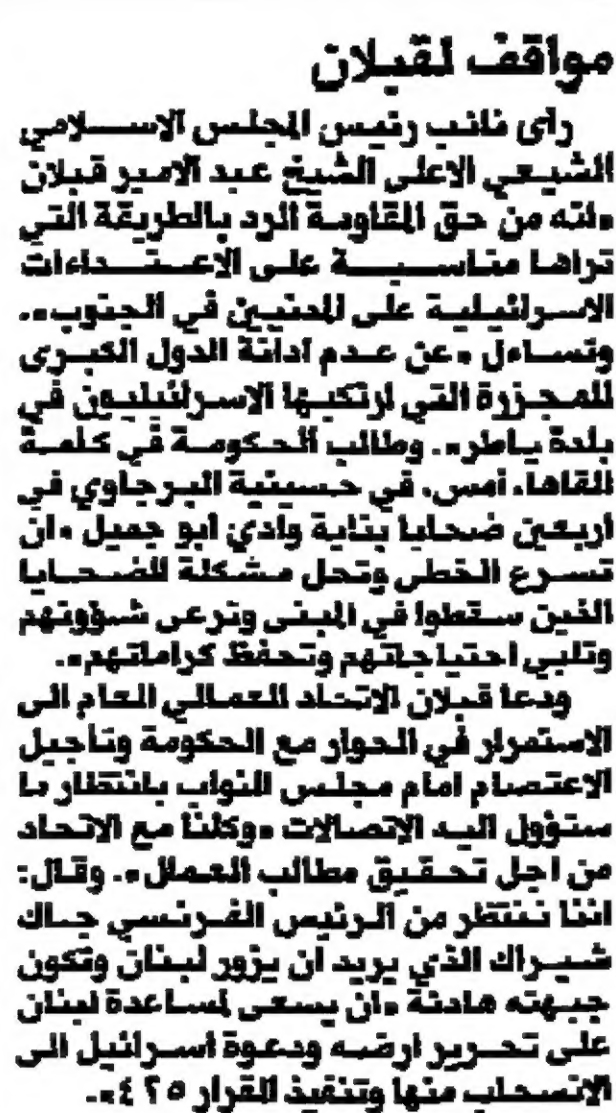 مواقف لقبلان
رأى نائب رئيس المجلس الاسلامي
الشيعي الاعلى الشيخ عبد الامير قبلان
«انه من حق المقاومة الرد بالطريقة التي
تراها مناسبة على الاعتداءات
الاسرائيلية على المدنيين في الجنوب».
وتساءل «عن عدم ادانة الدول الكبرى
للمجزرة التي ارتكبها الاسرائيليون في
بلدة ياطر». وطالب الحكومة في كلمة
القاها، امس، في حسينية البرجاوي في
اربعين ضحايا بناية وادي ابو جميل «ان
تسرع الخطى وتحل مشكلة الضحايا
الذين سقطوا في المبنى وترعى شؤونهم
وتلبي احتياجاتهم وتحفظ كراماتهم».
ودعا قبلان الاتحاد العمالي العام الى
الاستمرار في الحوار مع الحكومة وتاجيل
الاعتصام امام مجلس النواب بانتظار ما
ستؤول اليه الاتصالات «وكلنا مع الاتحاد
من اجل تحقيق مطالب العمال». وقال:
اننا ننتظر من الرئيس الفرنسي جاك
شيراك الذي يريد ان يزور لبنان وتكون
جبهته هادئة «ان يسعى لمساعدة لبنان
على تحرير ارضه ودعوة اسرائيل الى
الانسحاب منها وتنفيذ القرار ٤٢٥».